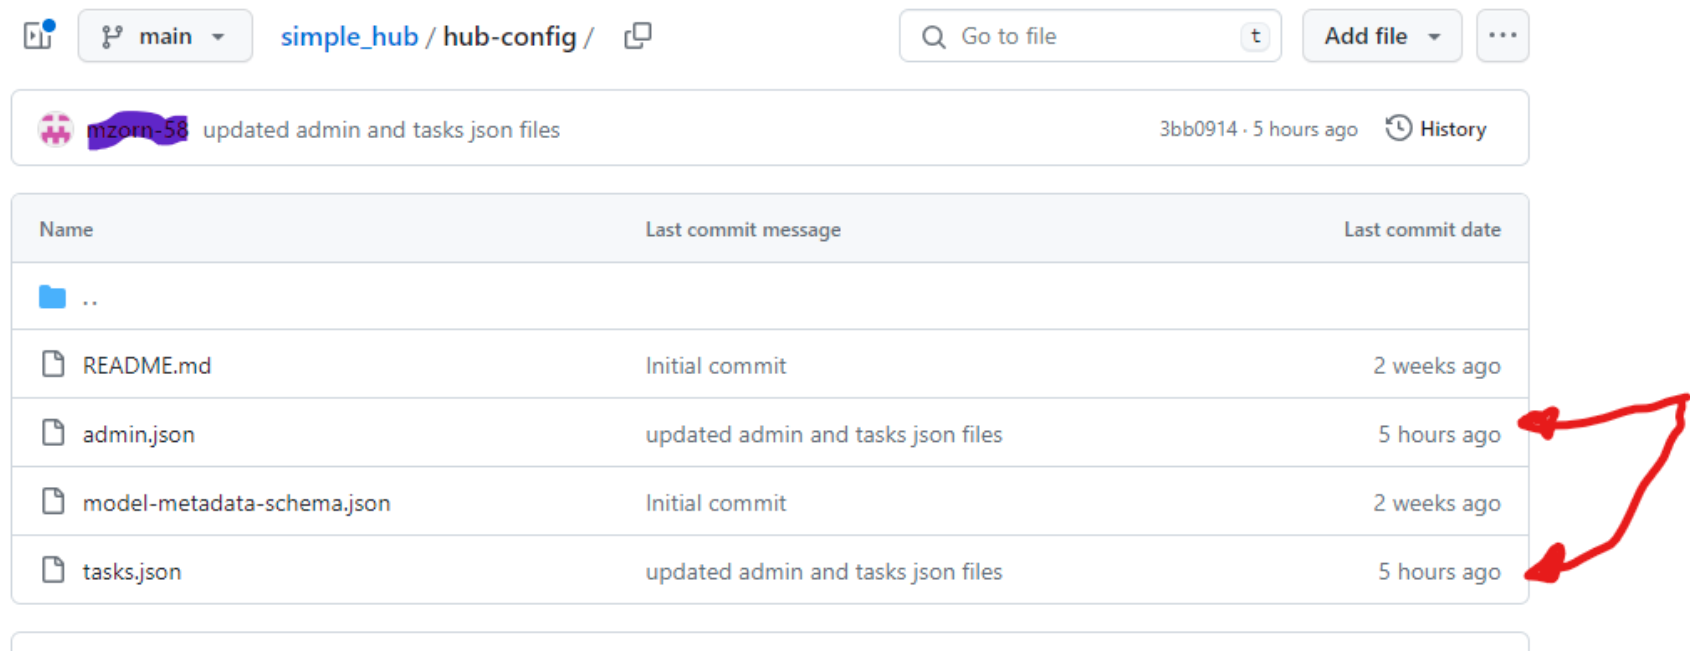 main simple_hub / hub-config / Go to file t Add file ...
mzorn-58 updated admin and tasks json files 3bb0914 · 5 hours ago History
Name Last commit message Last commit date
..
README.md Initial commit 2 weeks ago
admin.json updated admin and tasks json files 5 hours ago
model-metadata-schema.json Initial commit 2 weeks ago
tasks.json updated admin and tasks json files 5 hours ago